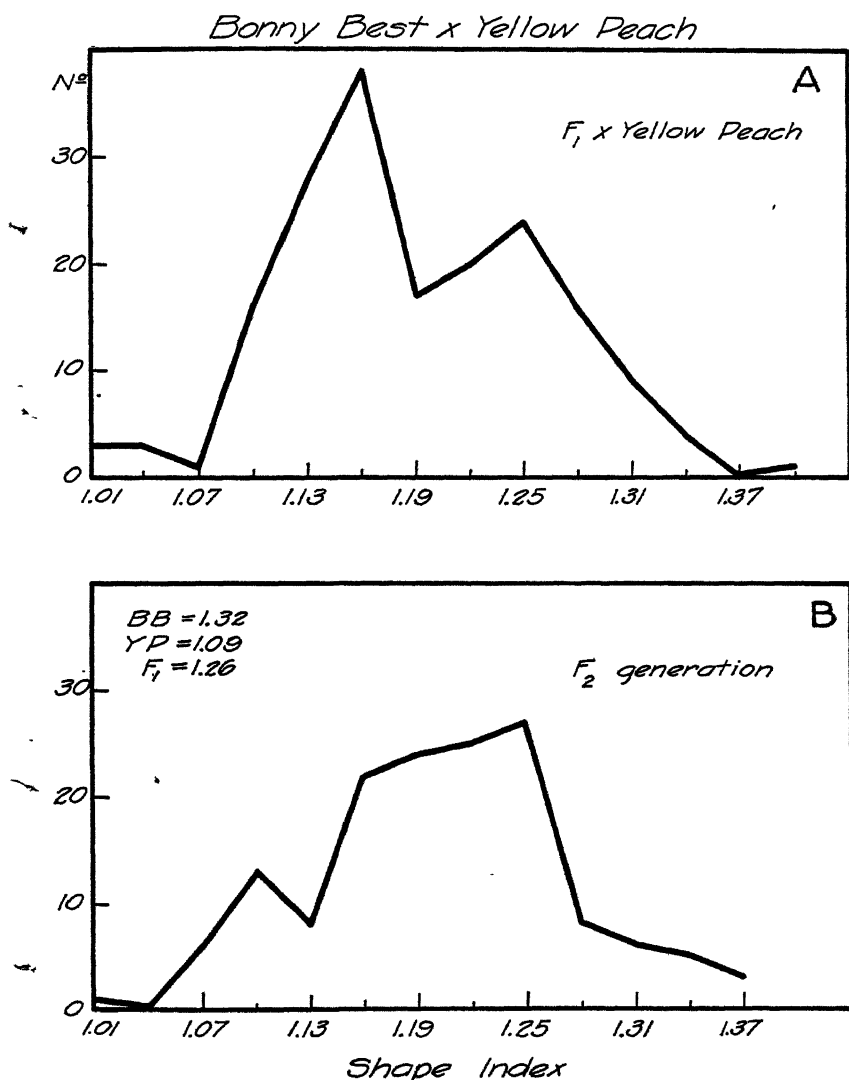 Bonny Best x Yellow Peach
Nº
A
F₁ x Yellow Peach
30
20
10
0
1.01 1.07 1.13 1.19 1.25 1.31 1.37
BB = 1.32
YP = 1.09
F₁ = 1.26
B
F₂ generation
30
20
10
0
1.01 1.07 1.13 1.19 1.25 1.31 1.37
Shape Index